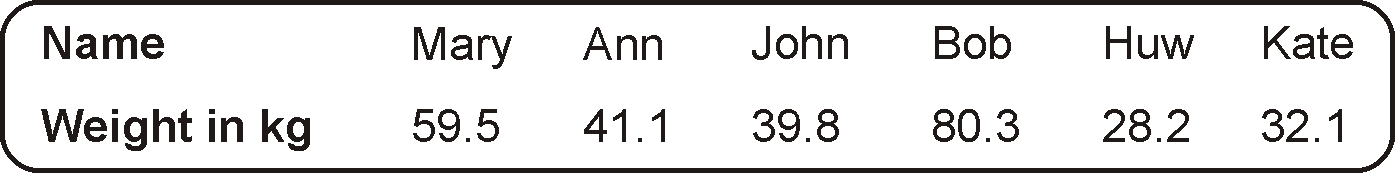 Name Mary Ann John Bob Huw Kate
Weight in kg 59.5 41.1 39.8 80.3 28.2 32.1